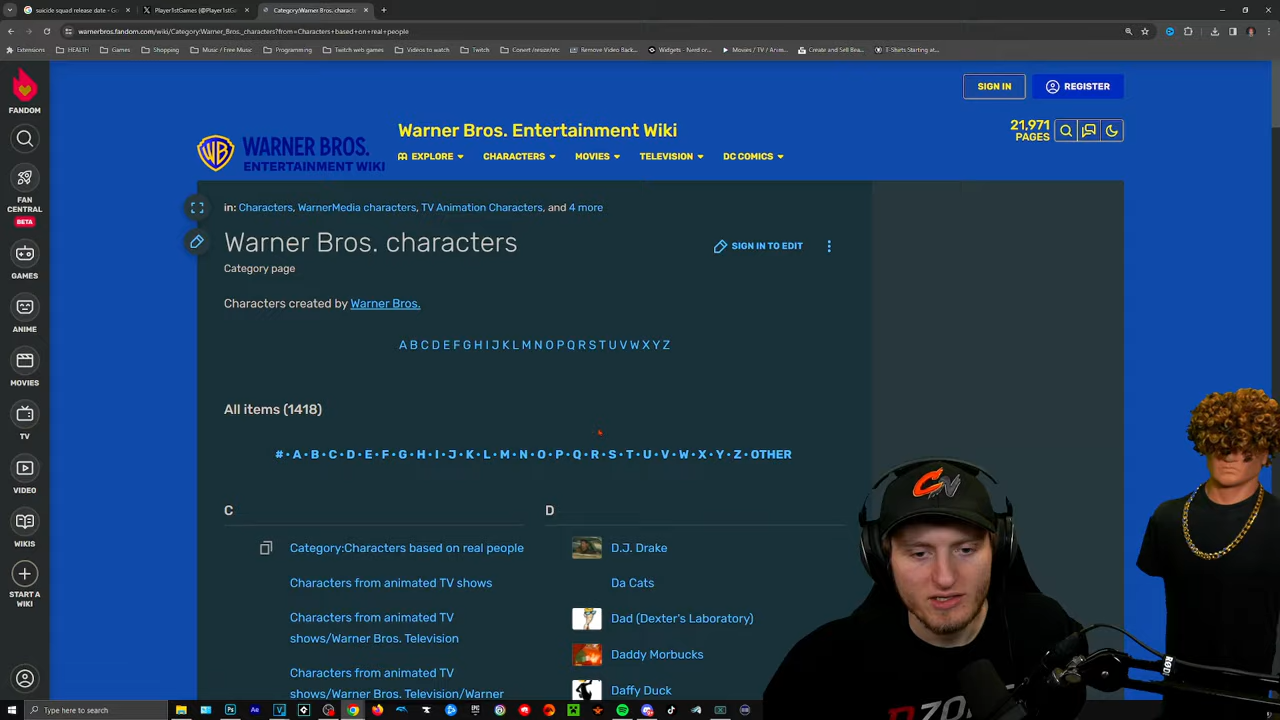 suicide squad release date - Go
Player1stGames (@Player1stG
Category:Warner Bros. charact
warnerbros.fandom.com/wiki/Category:Warner_Bros._characters?from=Characters+based+on+real+people
Extensions
HEALTH
Games
Shopping
Music / Free Music
Programming
Twitch web games
Videos to watch
Twitch
Convert/resize/etc
Remove Video Back...
Widgets - Nerd or...
Movies / TV / Anim...
Create and Sell Bea...
T-Shirts Starting at...
FANDOM
FAN
CENTRAL
BETA
GAMES
ANIME
MOVIES
TV
VIDEO
WIKIS
START A
WIKI
SIGN IN
REGISTER
WARNER BROS.
ENTERTAINMENT WIKI
Warner Bros. Entertainment Wiki
EXPLORE
CHARACTERS
MOVIES
TELEVISION
DC COMICS
21,971
PAGES
in: Characters, WarnerMedia characters, TV Animation Characters, and 4 more
Warner Bros. characters
SIGN IN TO EDIT
Category page
Characters created by Warner Bros.
A B C D E F G H I J K L M N O P Q R S T U V W X Y Z
All items (1418)
# • A • B • C • D • E • F • G • H • I • J • K • L • M • N • O • P • Q • R • S • T • U • V • W • X • Y • Z • OTHER
C
Category:Characters based on real people
Characters from animated TV shows
Characters from animated TV
shows/Warner Bros. Television
Characters from animated TV
shows/Warner Bros. Television/Warner
D
D.J. Drake
Da Cats
Dad (Dexter's Laboratory)
Daddy Morbucks
Daffy Duck
CN
RØDE
Type here to search